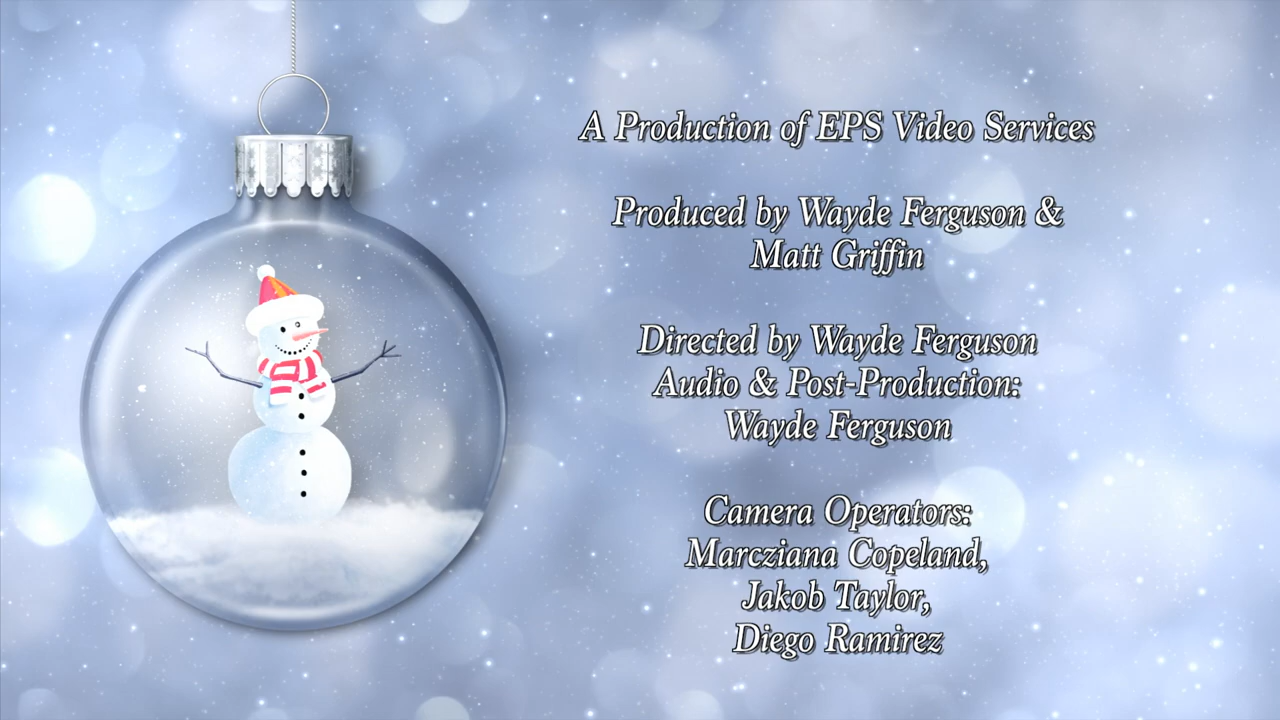 A Production of EPS Video Services
Produced by Wayde Ferguson &
Matt Griffin
Directed by Wayde Ferguson
Audio & Post-Production:
Wayde Ferguson
Camera Operators:
Marcziana Copeland,
Jakob Taylor,
Diego Ramirez